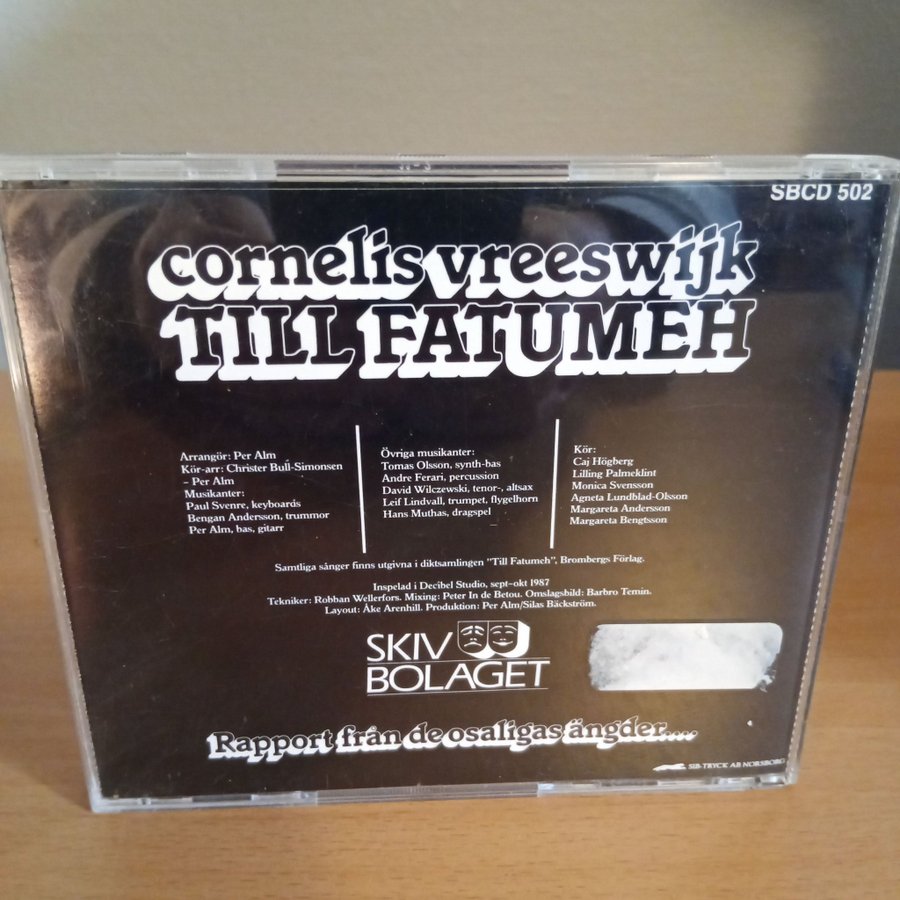 SBCD 502
cornelis vreeswijk
TILL FATUMEH
Arrangör: Per Alm
Kör-arr: Christer Bull-Simonsen
– Per Alm
Musikanter:
Paul Svenre, keyboards
Bengan Andersson, trummor
Per Alm, bas, gitarr
Övriga musikanter:
Tomas Olsson, synth-bas
Andre Ferari, percussion
David Wilczewski, tenor-, altsax
Leif Lindvall, trumpet, flygelhorn
Hans Muthas, dragspel
Kör:
Caj Högberg
Lilling Palmeklint
Monica Svensson
Agneta Lundblad-Olsson
Margareta Andersson
Margareta Bengtsson
Samtliga sånger finns utgivna i diktsamlingen "Till Fatumeh", Brombergs Förlag.
Inspelad i Decibel Studio, sept-okt 1987
Tekniker: Robban Wellerfors. Mixing: Peter In de Betou. Omslagsbild: Barbro Temin.
Layout: Åke Arenhill. Produktion: Per Alm/Silas Bäckström.
SKIV
BOLAGET
Rapport från de osaligas ängder....
SIB-TRYCK AB NORSBORG